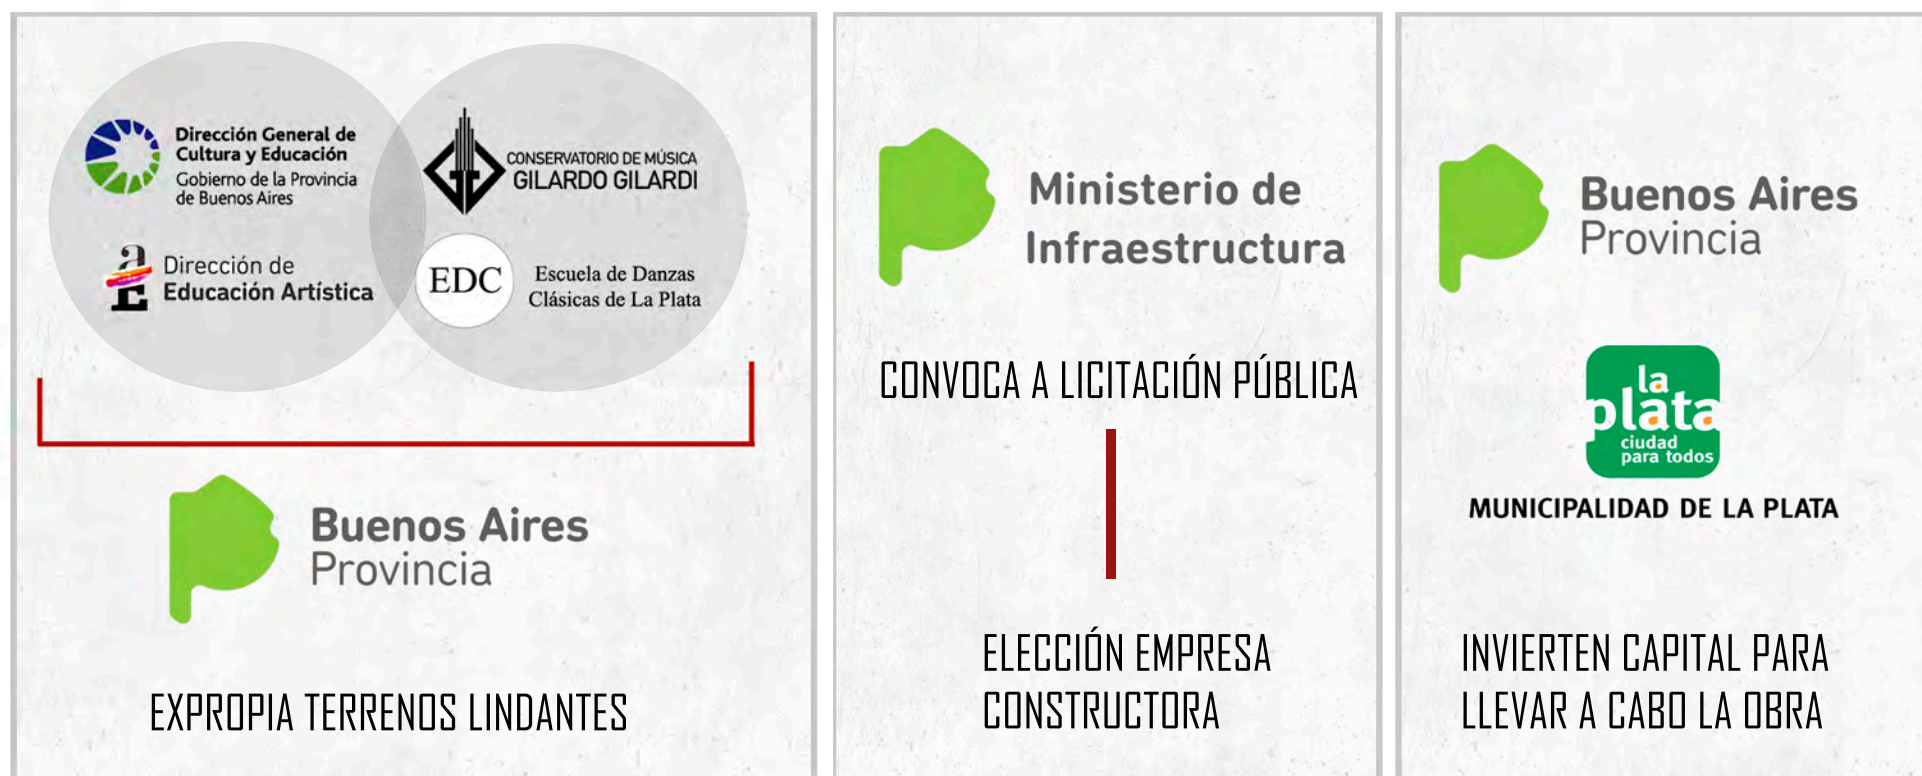 Dirección General de
Cultura y Educación
Gobierno de la Provincia
de Buenos Aires
Dirección de
Educación Artística
CONSERVATORIO DE MÚSICA
GILARDO GILARDI
EDC
Escuela de Danzas
Clásicas de La Plata
Buenos Aires
Provincia
EXPROPIA TERRENOS LINDANTES
Ministerio de
Infraestructura
CONVOCA A LICITACIÓN PÚBLICA
ELECCIÓN EMPRESA
CONSTRUCTORA
Buenos Aires
Provincia
la
plata
ciudad
para todos
MUNICIPALIDAD DE LA PLATA
INVIERTEN CAPITAL PARA
LLEVAR A CABO LA OBRA